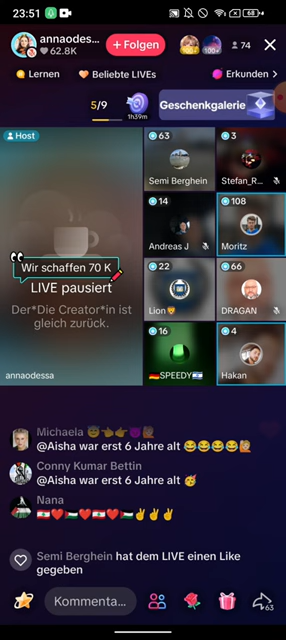 23:51
68
annaodes...
62.8K
+ Folgen
100+
100+
74
Lernen
Beliebte LIVEs
Erkunden >
5/9
1h39m
Geschenkgalerie
Host
63
Semi Berghein
3
Stefan_R...
14
Andreas J
108
Moritz
Wir schaffen 70 K
LIVE pausiert
Der*Die Creator*in ist
gleich zurück.
annaodessa
22
Lion🦁
66
DRAGAN
16
🇩🇪SPEEDY🇮🇱
4
Hakan
Michaela 😇👈👉😈🙋
@Aisha war erst 6 Jahre alt 😂😂😂😂🙋
Conny Kumar Bettin
@Aisha war erst 6 Jahre alt 🥳
Nana
🇱🇧❤️🇵🇸❤️🇱🇧❤️🇵🇸✌️✌️✌️
Semi Berghein hat dem LIVE einen Like
gegeben
Kommenta...
63